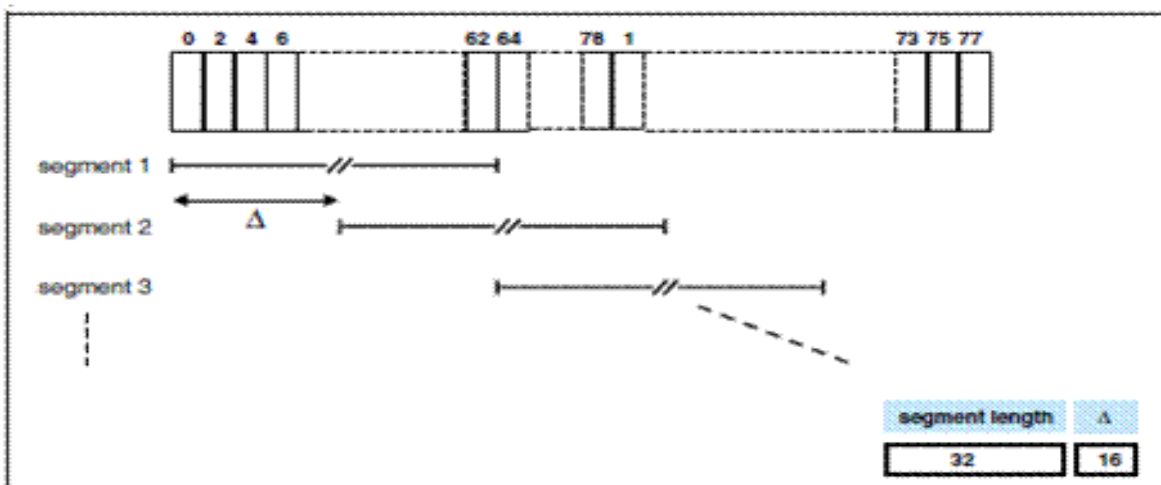 0 2 4 6 62 64 78 1 73 75 77
segment 1
Δ
segment 2
segment 3
segment length Δ
32 16